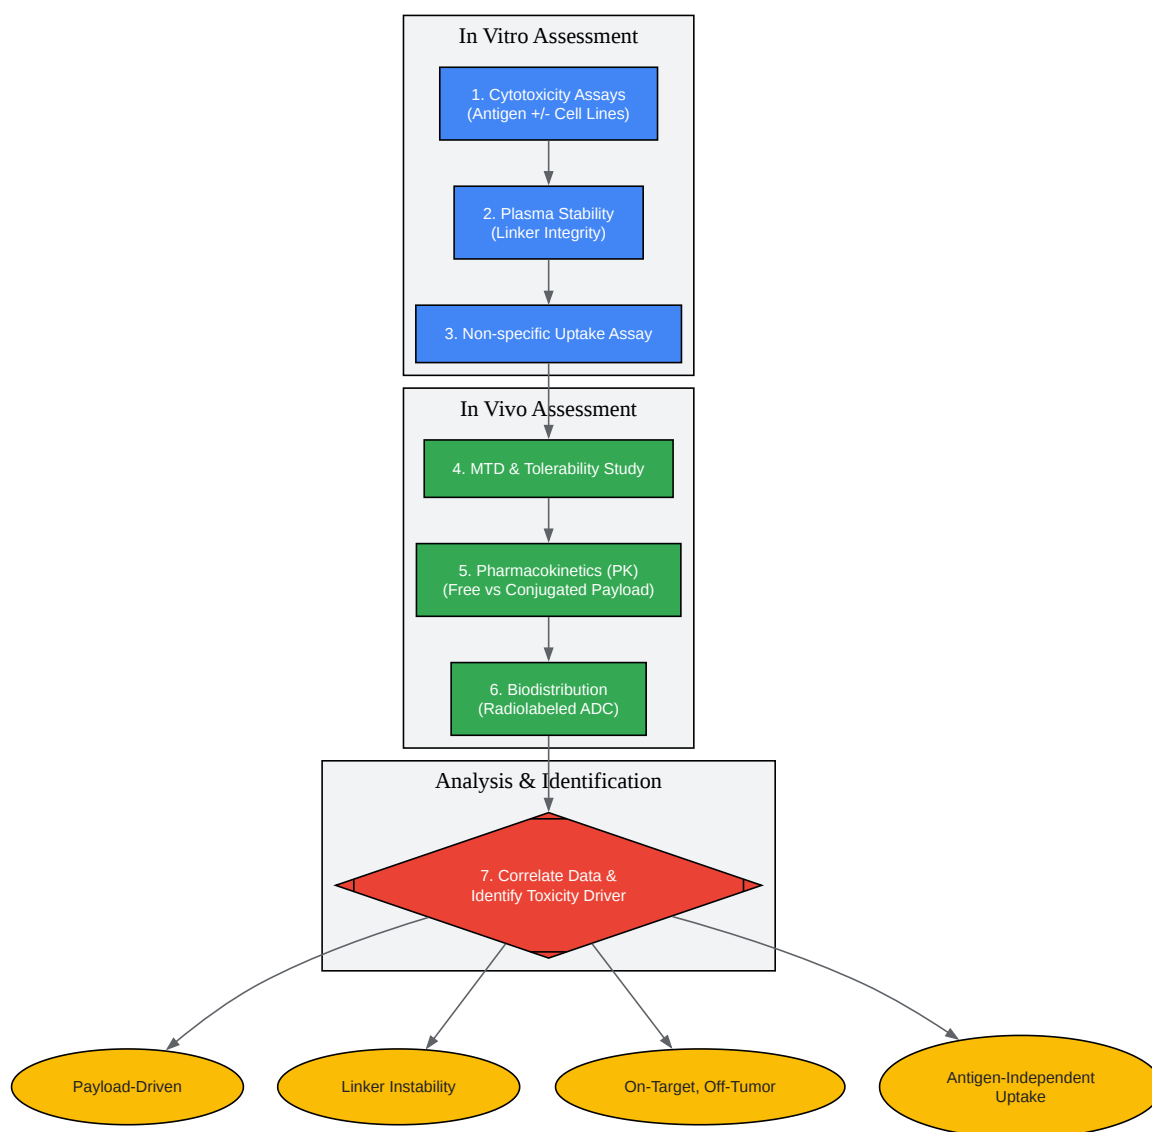 In Vitro Assessment
1. Cytotoxicity Assays
(Antigen +/- Cell Lines)
2. Plasma Stability
(Linker Integrity)
3. Non-specific Uptake Assay
In Vivo Assessment
4. MTD & Tolerability Study
5. Pharmacokinetics (PK)
(Free vs Conjugated Payload)
6. Biodistribution
(Radiolabeled ADC)
Analysis & Identification
7. Correlate Data &
Identify Toxicity Driver
Payload-Driven
Linker Instability
On-Target, Off-Tumor
Antigen-Independent
Uptake